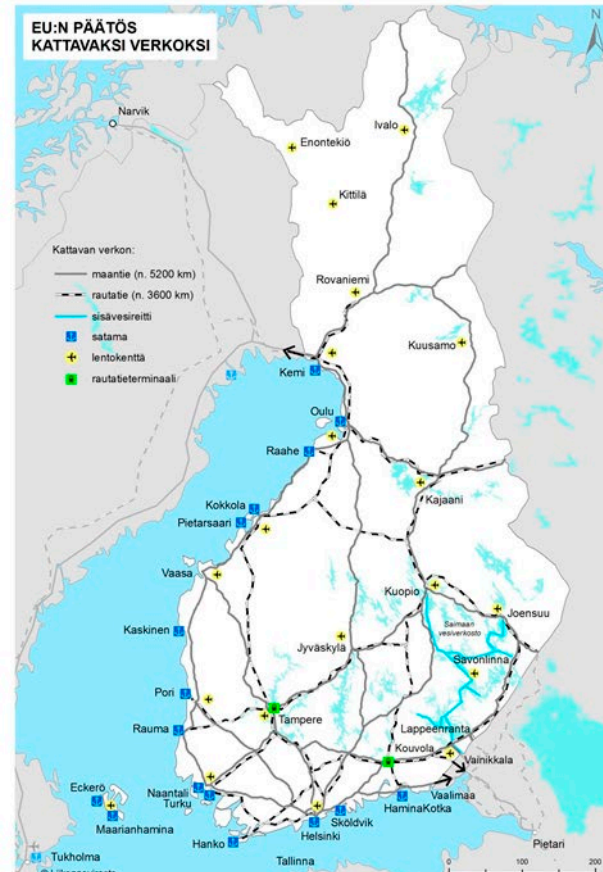 EU:N PÄÄTÖS
KATTAVAKSI VERKOKSI
N
Narvik
Ivalo
Enontekiö
Kittilä
Kattavan verkon:
maantie (n. 5200 km)
rautatie (n. 3600 km)
sisävesireitti
satama
lentokenttä
rautatieterminaali
Rovaniemi
Kuusamo
Kemi
Oulu
Raahe
Kajaani
Kokkola
Pietarsaari
Vaasa
Kuopio
Joensuu
Saimaan
vesiverkosto
Kaskinen
Jyväskylä
Savonlinna
Pori
Tampere
Rauma
Lappeenranta
Kouvola
Vainikkala
Eckerö
Naantali
Turku
Vaalimaa
HaminaKotka
Sköldvik
Maarianhamina
Helsinki
Hanko
Pietari
Tukholma
Tallinna
0 100 200